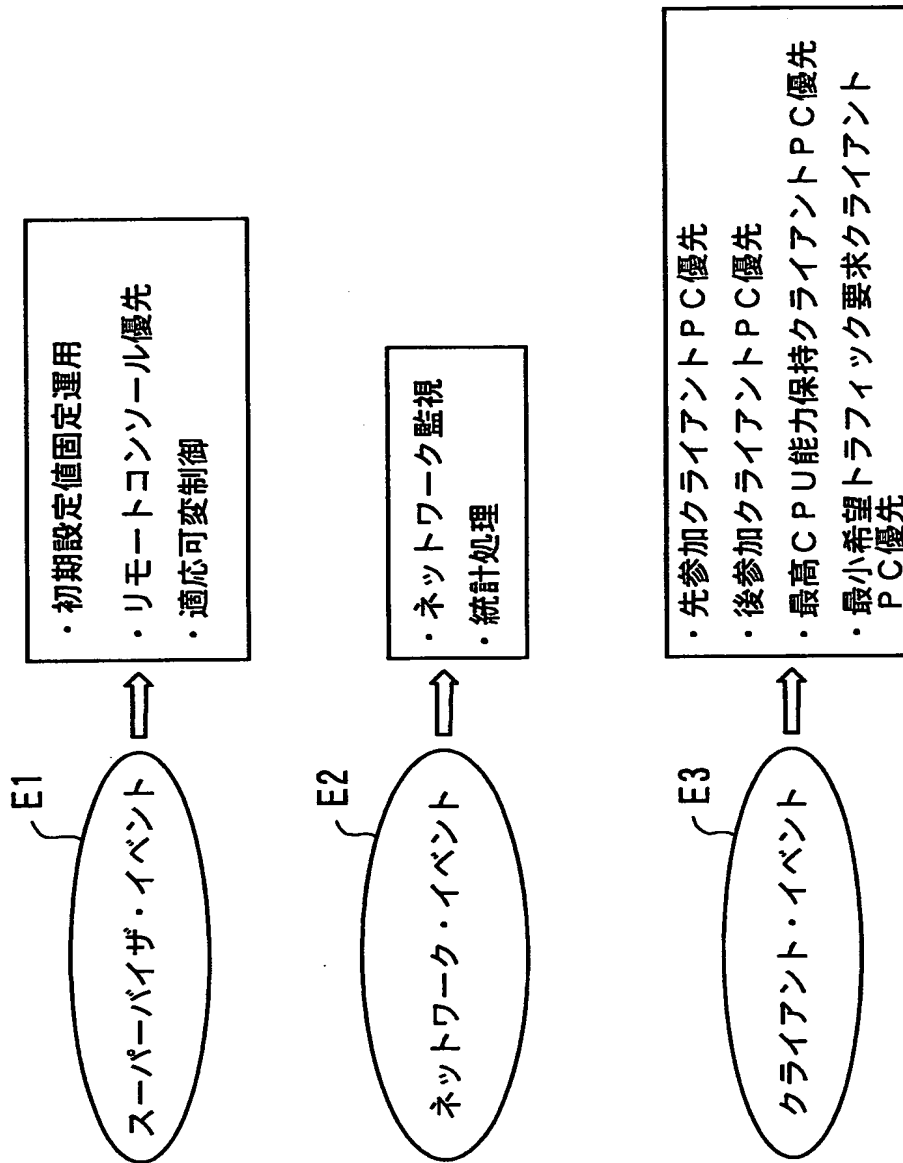 E1
スーパーバイザ・イベント
・初期設定値固定運用
・リモートコンソール優先
・適応可変制御
E2
ネットワーク・イベント
・ネットワーク監視
・統計処理
E3
クライアント・イベント
・先参加クライアントPC優先
・後参加クライアントPC優先
・最高CPU能力保持クライアントPC優先
・最小希望トラフィック要求クライアント
PC優先